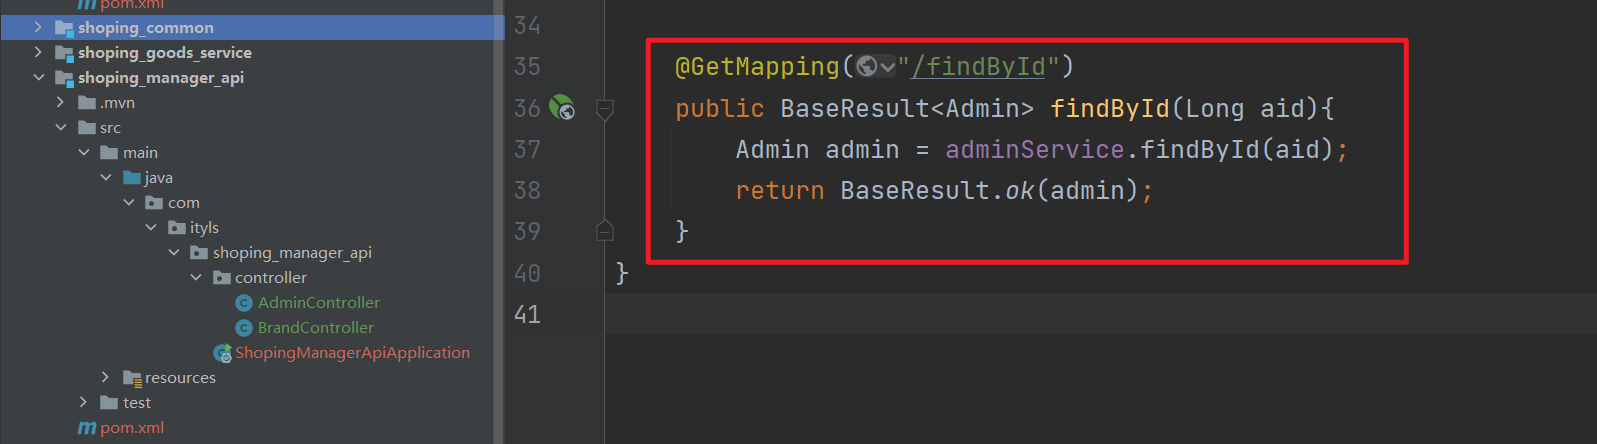 pom.xml
shoping_common
shoping_goods_service
shoping_manager_api
.mvn
src
main
java
com
ityls
shoping_manager_api
controller
AdminController
BrandController
ShopingManagerApiApplication
resources
test
pom.xml
34
35 @GetMapping("/findById")
36 public BaseResult<Admin> findById(Long aid){
37 Admin admin = adminService.findById(aid);
38 return BaseResult.ok(admin);
39 }
40 }
41